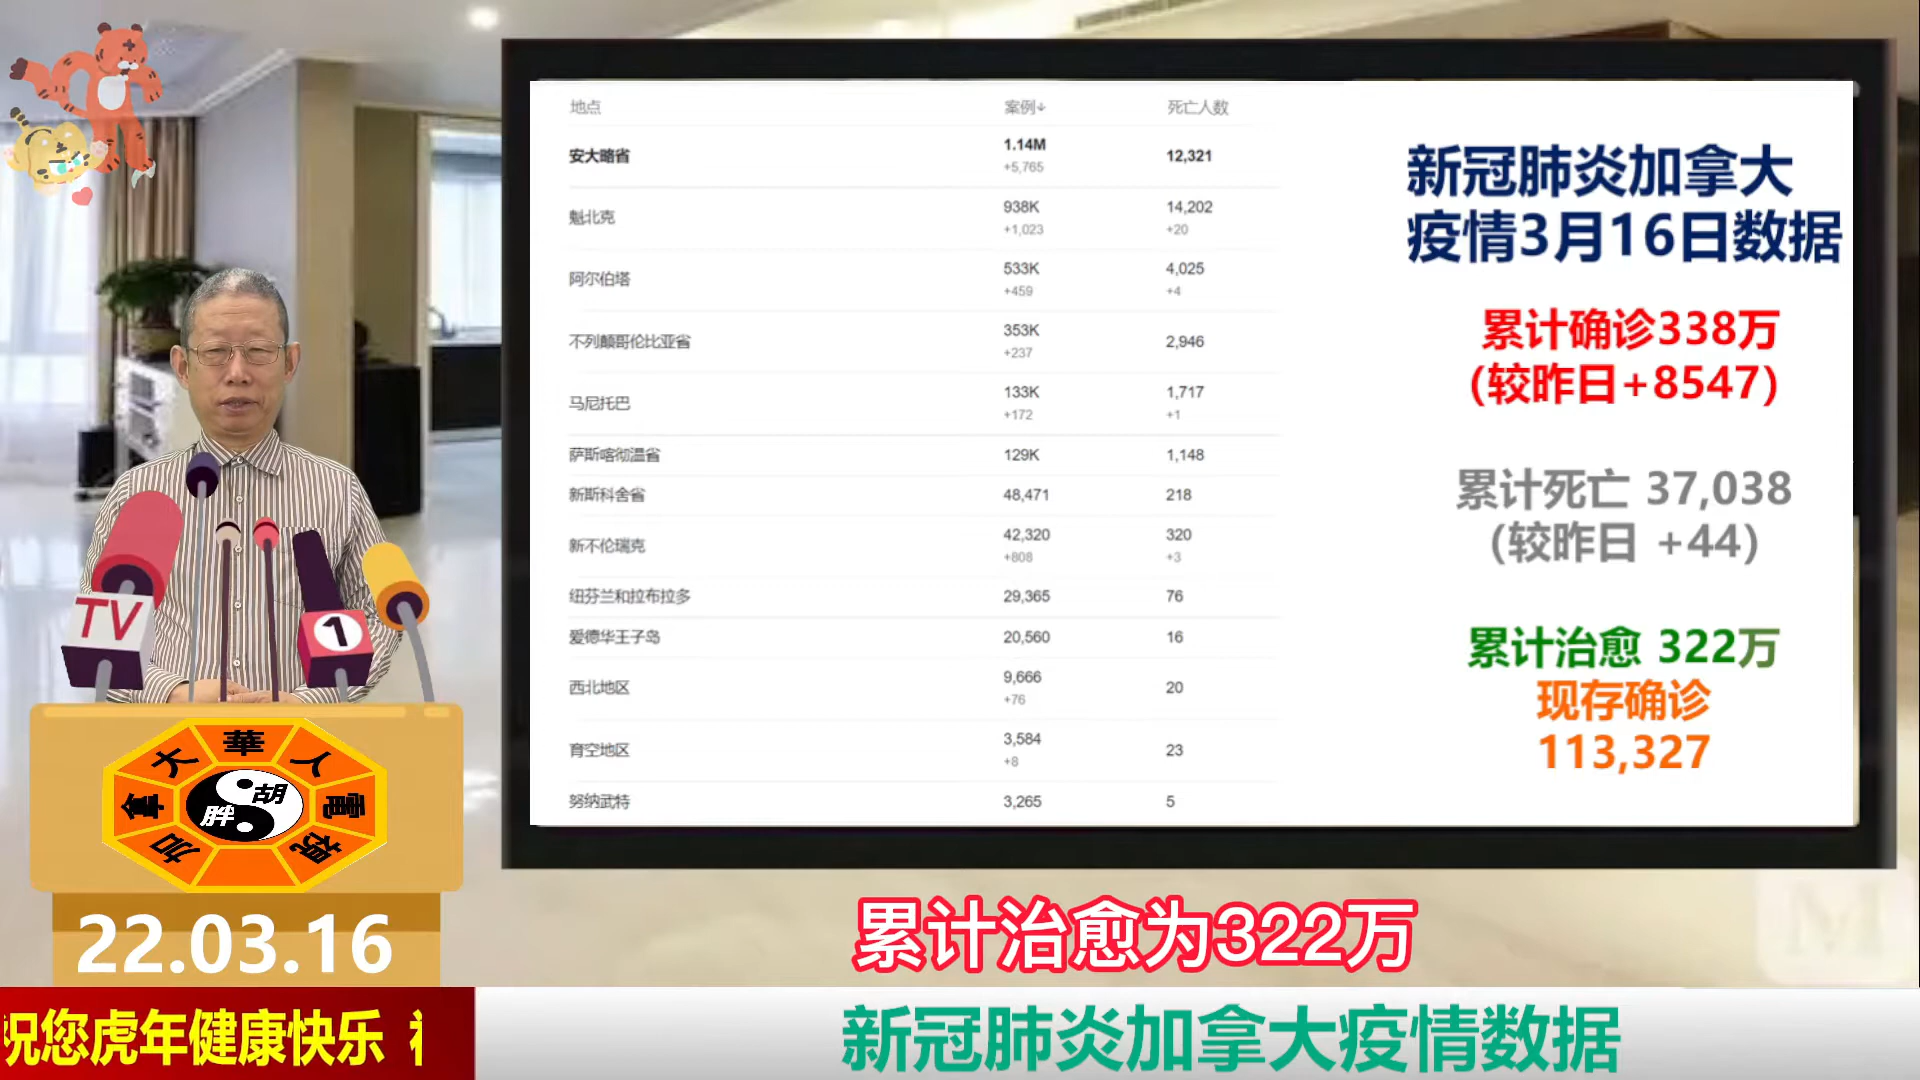 地点 案例↓ 死亡人数
安大略省 1.14M 12,321
+5,765
魁北克 938K 14,202
+1,023 +20
阿尔伯塔 533K 4,025
+459 +4
不列颠哥伦比亚省 353K 2,946
+237
马尼托巴 133K 1,717
+172 +1
萨斯喀彻温省 129K 1,148
新斯科舍省 48,471 218
新不伦瑞克 42,320 320
+808 +3
纽芬兰和拉布拉多 29,365 76
爱德华王子岛 20,560 16
西北地区 9,666 20
+76
育空地区 3,584 23
+8
努纳武特 3,265 5
新冠肺炎加拿大
疫情3月16日数据
累计确诊338万
(较昨日+8547)
累计死亡 37,038
(较昨日 +44)
累计治愈 322万
现存确诊
113,327
TV
1
加拿大華人電視
胡
胖
22.03.16
累计治愈为322万
祝您虎年健康快乐
新冠肺炎加拿大疫情数据
M